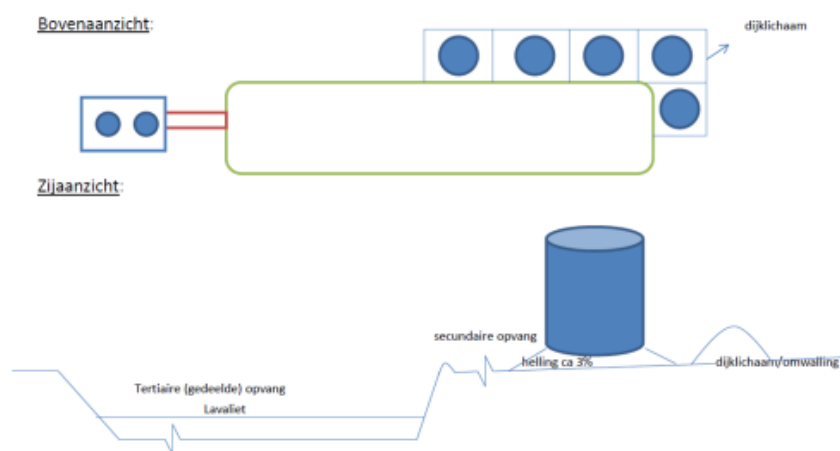 Bovenaanzicht:
dijklichaam
Zijaanzicht:
secundaire opvang
helling ca 3%
dijklichaam/omwalling
Tertiaire (gedeelde) opvang
Lavaliet